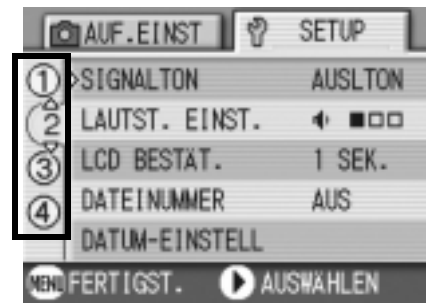 AUF.EINST SETUP
① SIGNALTON AUSLTON
② LAUTST. EINST.
③ LCD BESTÄT. 1 SEK.
④ DATEINUMMER AUS
DATUM-EINSTELL
MENU FERTIGST. AUSWÄHLEN